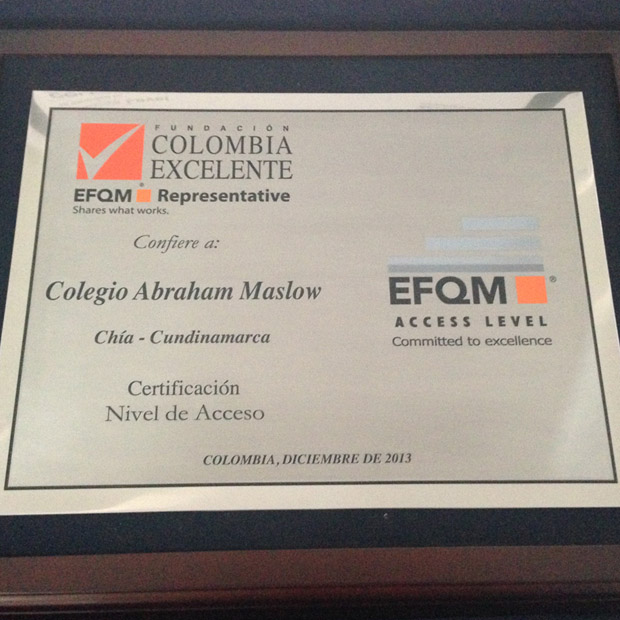 FUNDACIÓN
COLOMBIA
EXCELENTE
EFQM® Representative
Shares what works.
Confiere a:
Colegio Abraham Maslow
Chía - Cundinamarca
Certificación
Nivel de Acceso
COLOMBIA, DICIEMBRE DE 2013
EFQM®
ACCESS LEVEL
Committed to excellence